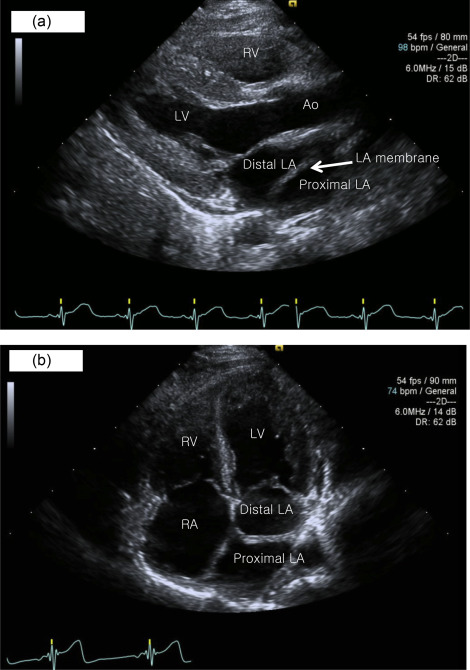 (a)
54 fps / 80 mm
98 bpm / General
---2D---
6.0MHz / 15 dB
DR: 62 dB
RV
Ao
LV
Distal LA
LA membrane
Proximal LA
(b)
54 fps / 90 mm
74 bpm / General
---2D---
6.0MHz / 14 dB
DR: 62 dB
RV
LV
Distal LA
RA
Proximal LA